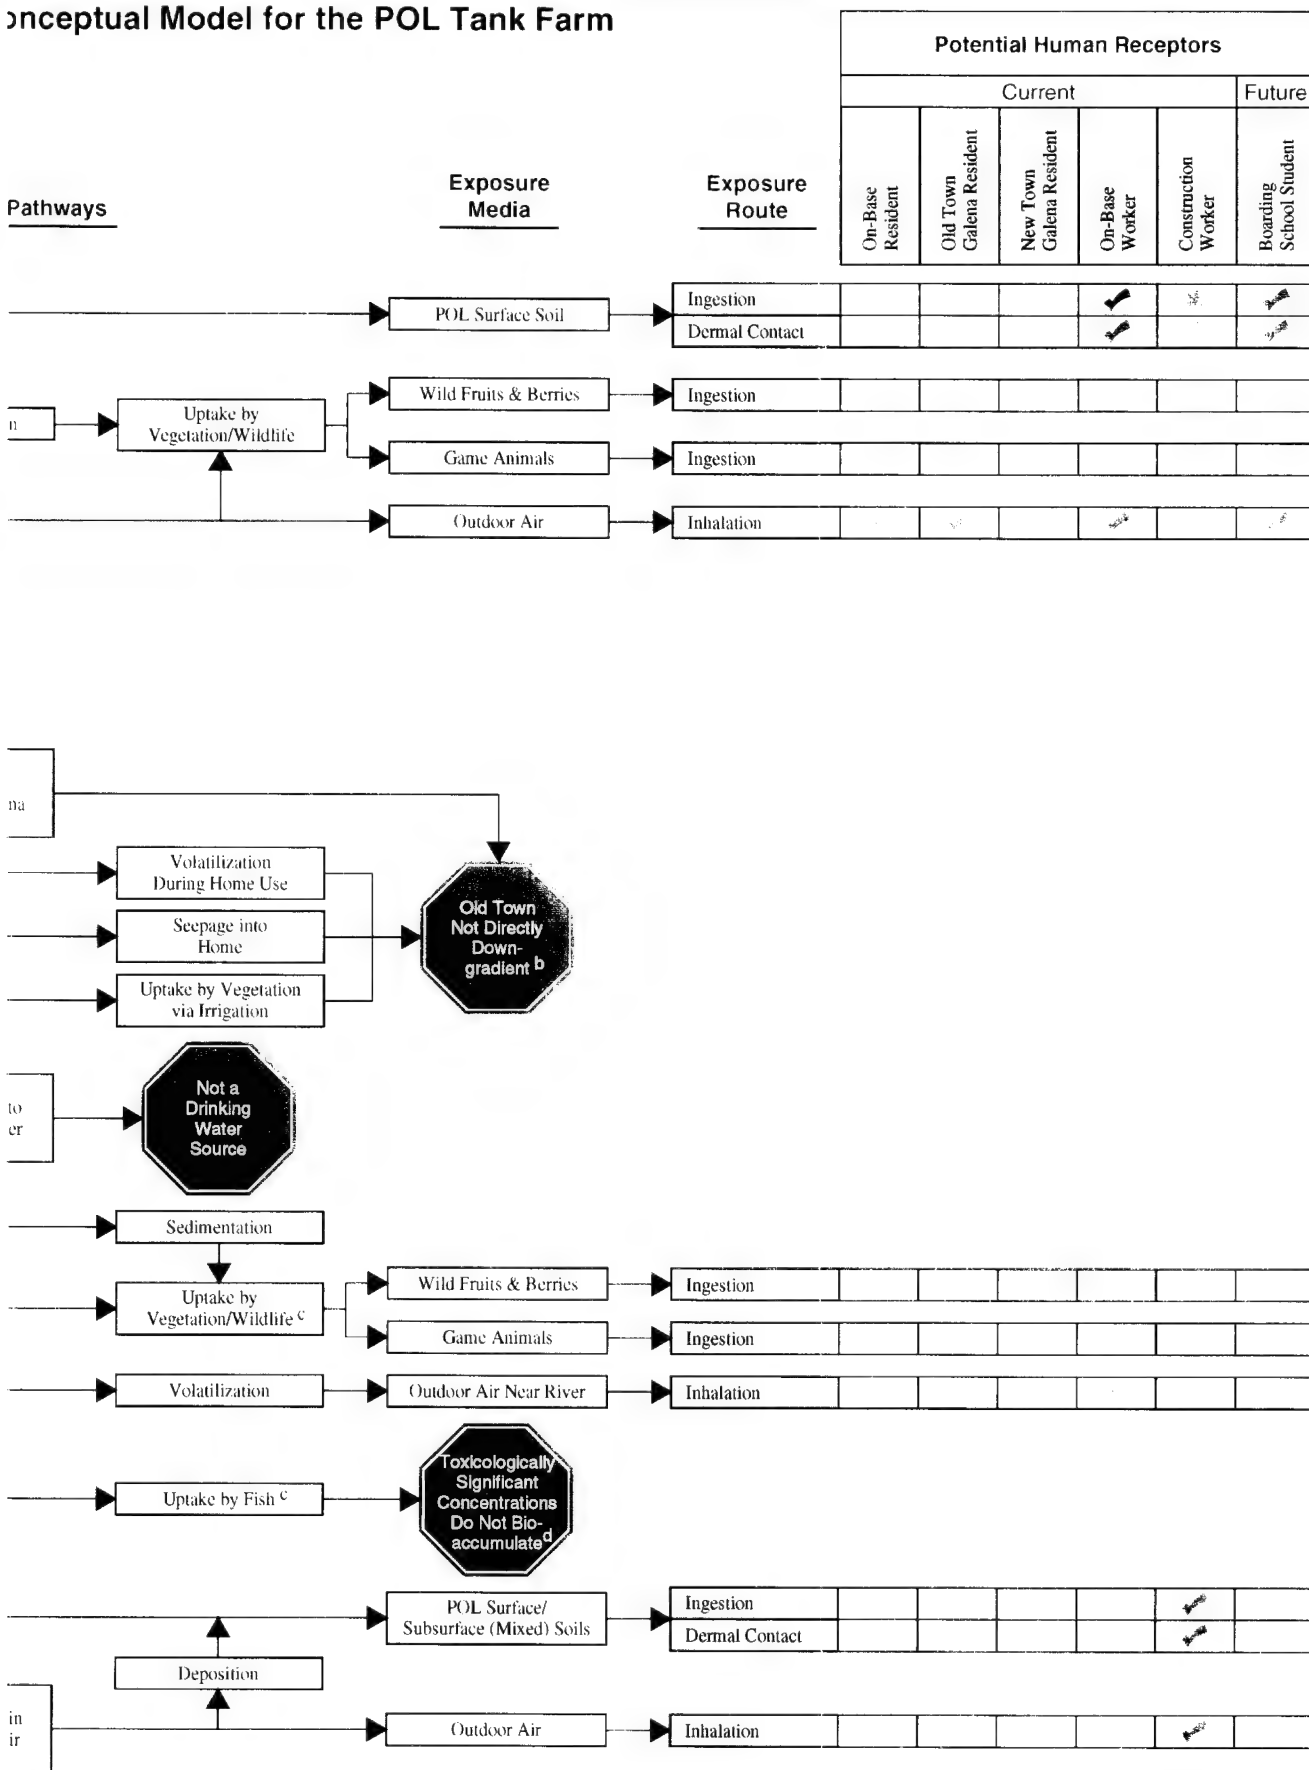 onceptual Model for the POL Tank Farm
Potential Human Receptors
Current
Future
On-Base
Resident
Old Town
Galena Resident
New Town
Galena Resident
On-Base
Worker
Construction
Worker
Boarding
School Student
Pathways
Exposure
Media
Exposure
Route
POL Surface Soil
Ingestion
Dermal Contact
n
Uptake by
Vegetation/Wildlife
Wild Fruits & Berries
Ingestion
Game Animals
Ingestion
Outdoor Air
Inhalation
na
Volatilization
During Home Use
Seepage into
Home
Uptake by Vegetation
via Irrigation
Old Town
Not Directly
Down-
gradient b
to
er
Not a
Drinking
Water
Source
Sedimentation
Uptake by
Vegetation/Wildlife c
Wild Fruits & Berries
Ingestion
Game Animals
Ingestion
Volatilization
Outdoor Air Near River
Inhalation
Uptake by Fish c
Toxicologically
Significant
Concentrations
Do Not Bio-
accumulate d
POL Surface/
Subsurface (Mixed) Soils
Ingestion
Dermal Contact
Deposition
in
ir
Outdoor Air
Inhalation